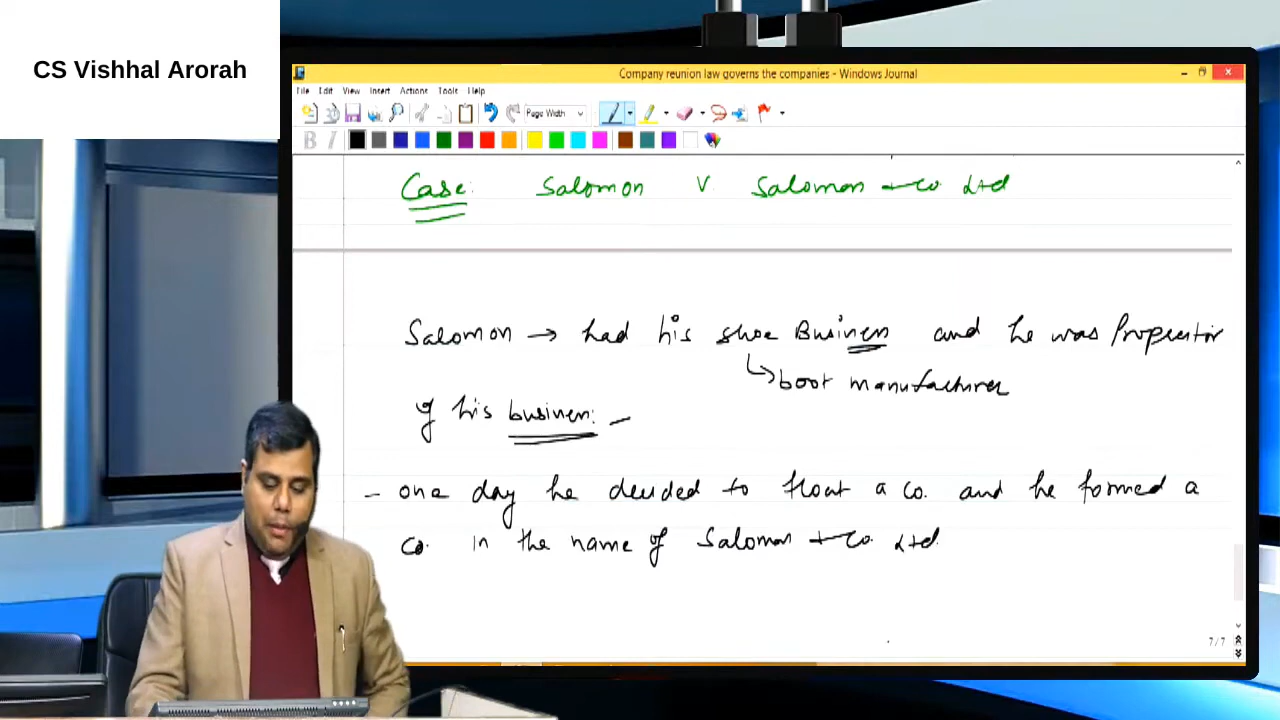 CS Vishhal Arorah
Company reunion law governs the companies - Windows Journal
File Edit View Insert Actions Tools Help
Page Width
B I
Case: Salomon V Salomon + Co. Ltd
Salomon → had his shoe Business and he was Propreitor
↳ boot manufacturer
of his business: -
- one day he decided to float a co. and he formed a
co. in the name of Salomon + Co. Ltd.
7/7